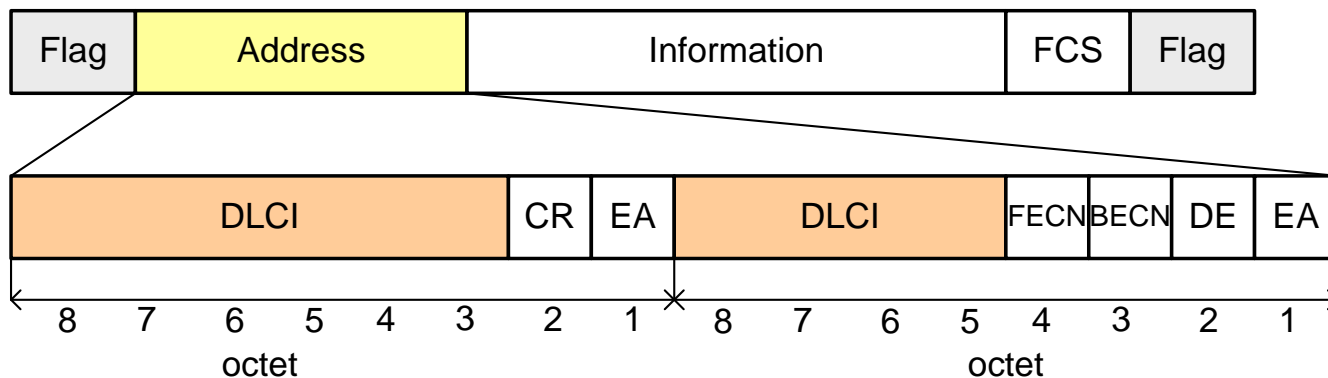 Flag Address Information FCS Flag
DLCI CR EA DLCI FECN BECN DE EA
8 7 6 5 4 3 2 1 8 7 6 5 4 3 2 1
octet octet